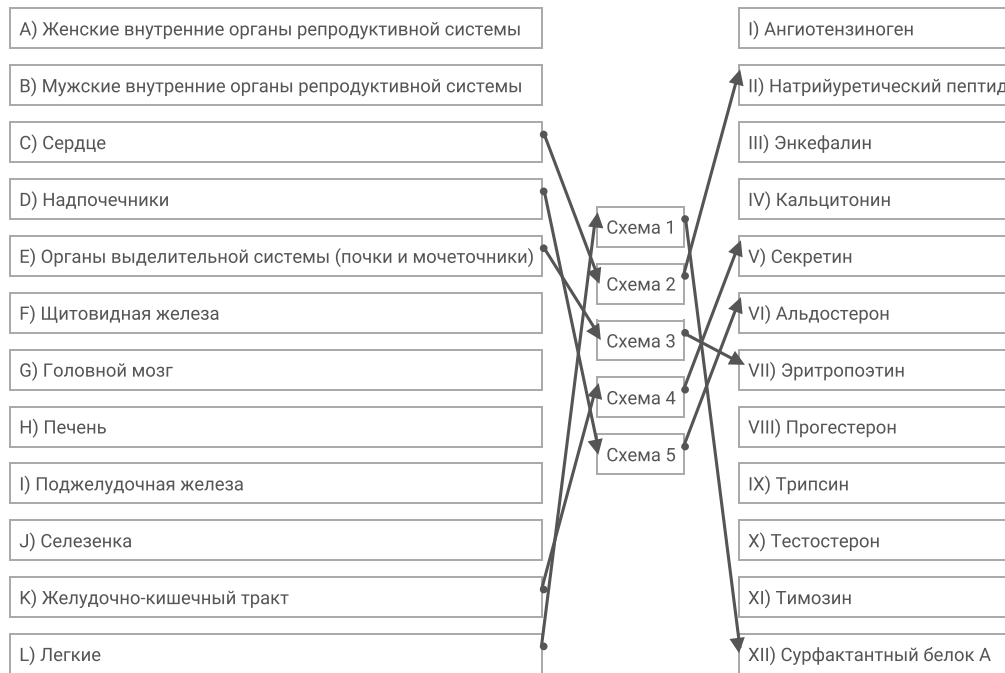 A) Женские внутренние органы репродуктивной системы
B) Мужские внутренние органы репродуктивной системы
C) Сердце
D) Надпочечники
E) Органы выделительной системы (почки и мочеточники)
F) Щитовидная железа
G) Головной мозг
H) Печень
I) Поджелудочная железа
J) Селезенка
K) Желудочно-кишечный тракт
L) Легкие
Схема 1
Схема 2
Схема 3
Схема 4
Схема 5
I) Ангиотензиноген
II) Натрийуретический пептид
III) Энкефалин
IV) Кальцитонин
V) Секретин
VI) Альдостерон
VII) Эритропоэтин
VIII) Прогестерон
IX) Трипсин
X) Тестостерон
XI) Тимозин
XII) Сурфактантный белок А